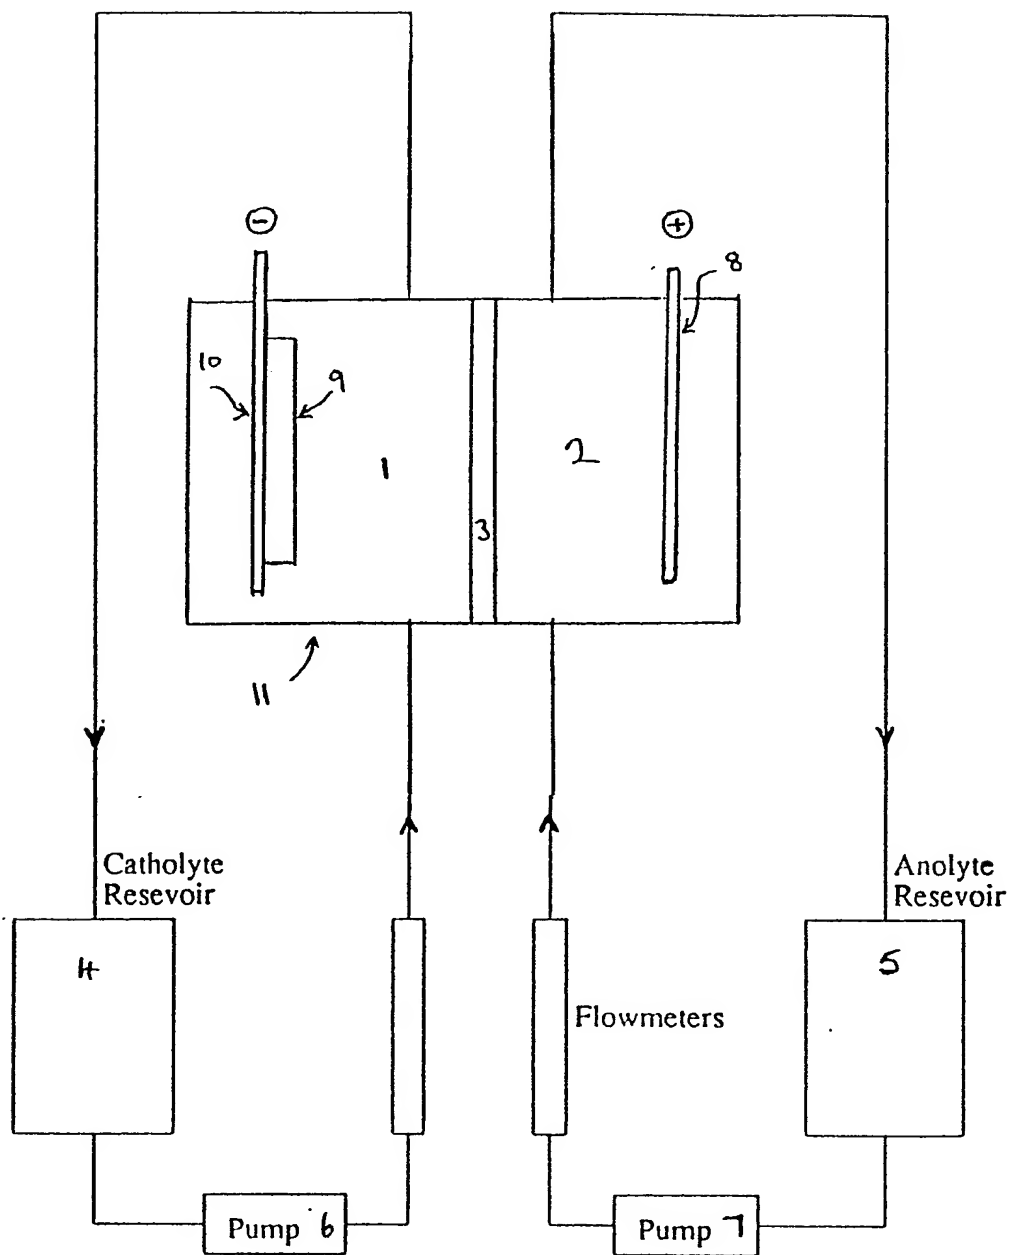 ⊖
⊕
8
10
9
1
2
3
11
Catholyte
Resevoir
Anolyte
Resevoir
4
5
Flowmeters
Pump 6
Pump 7